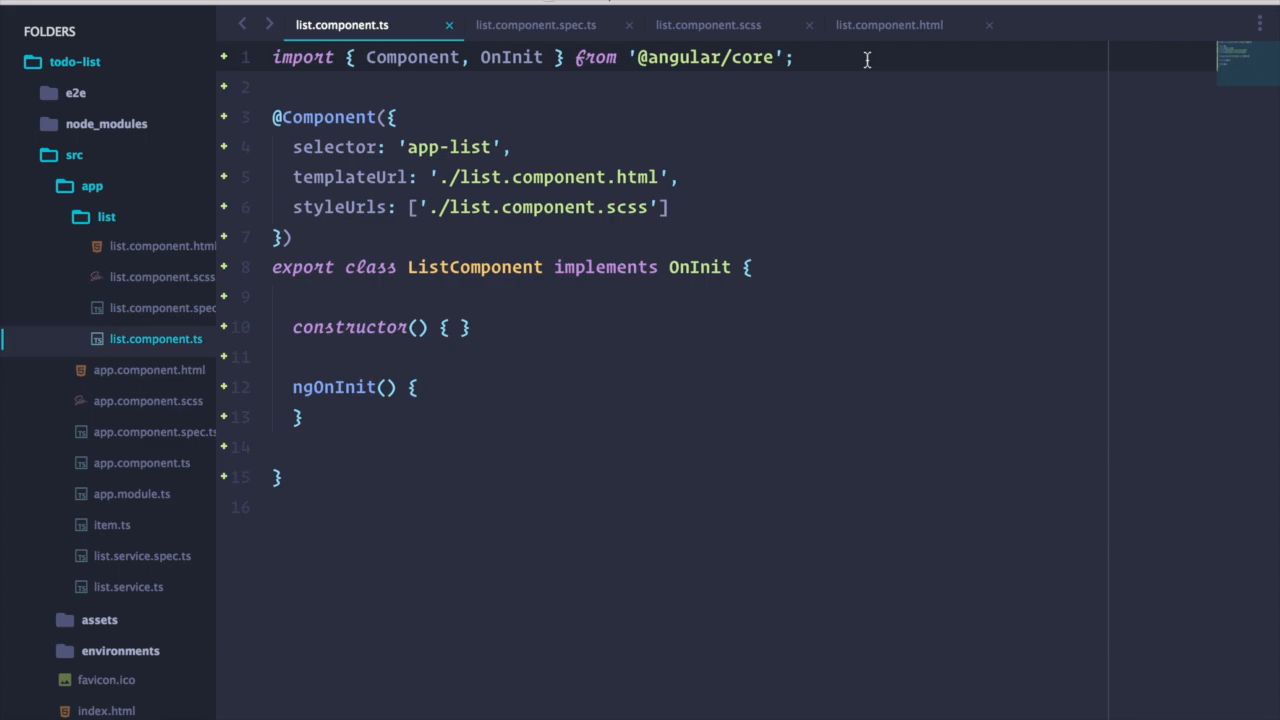 FOLDERS
todo-list
e2e
node_modules
src
app
list
list.component.html
list.component.scss
list.component.spec
list.component.ts
app.component.html
app.component.scss
app.component.spec.ts
app.component.ts
app.module.ts
item.ts
list.service.spec.ts
list.service.ts
assets
environments
favicon.ico
index.html
list.component.ts × list.component.spec.ts × list.component.scss × list.component.html ×
+ 1 import { Component, OnInit } from '@angular/core';
+ 2
+ 3 @Component({
+ 4 selector: 'app-list',
+ 5 templateUrl: './list.component.html',
+ 6 styleUrls: ['./list.component.scss']
+ 7 })
+ 8 export class ListComponent implements OnInit {
+ 9
+ 10 constructor() { }
+ 11
+ 12 ngOnInit() {
+ 13 }
+ 14
+ 15 }
16